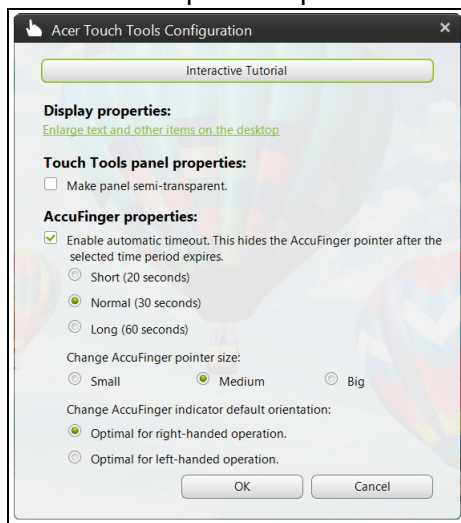 Acer Touch Tools Configuration
Interactive Tutorial
Display properties:
Enlarge text and other items on the desktop
Touch Tools panel properties:
Make panel semi-transparent.
AccuFinger properties:
Enable automatic timeout. This hides the AccuFinger pointer after the
selected time period expires.
Short (20 seconds)
Normal (30 seconds)
Long (60 seconds)
Change AccuFinger pointer size:
Small Medium Big
Change AccuFinger indicator default orientation:
Optimal for right-handed operation.
Optimal for left-handed operation.
OK Cancel